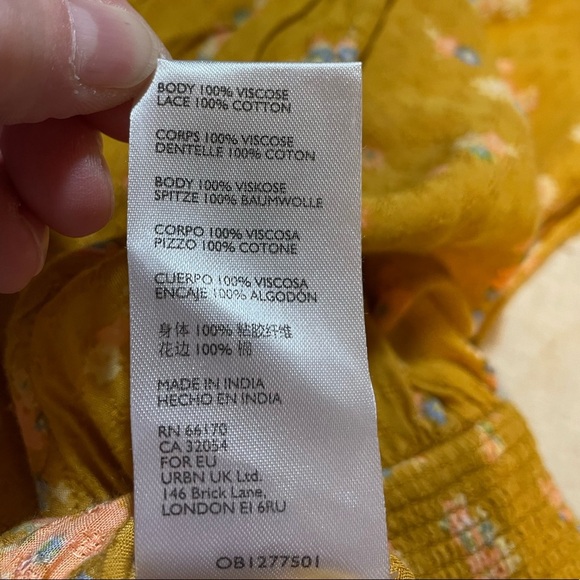 BODY 100% VISCOSE
LACE 100% COTTON
CORPS 100% VISCOSE
DENTELLE 100% COTON
BODY 100% VISKOSE
SPITZE 100% BAUMWOLLE
CORPO 100% VISCOSA
PIZZO 100% COTONE
CUERPO 100% VISCOSA
ENCAJE 100% ALGODÓN
身体 100% 粘胶纤维
花边 100% 棉
MADE IN INDIA
HECHO EN INDIA
RN 66170
CA 32054
FOR EU
URBN UK Ltd.
146 Brick Lane,
LONDON E1 6RU
OB1277501